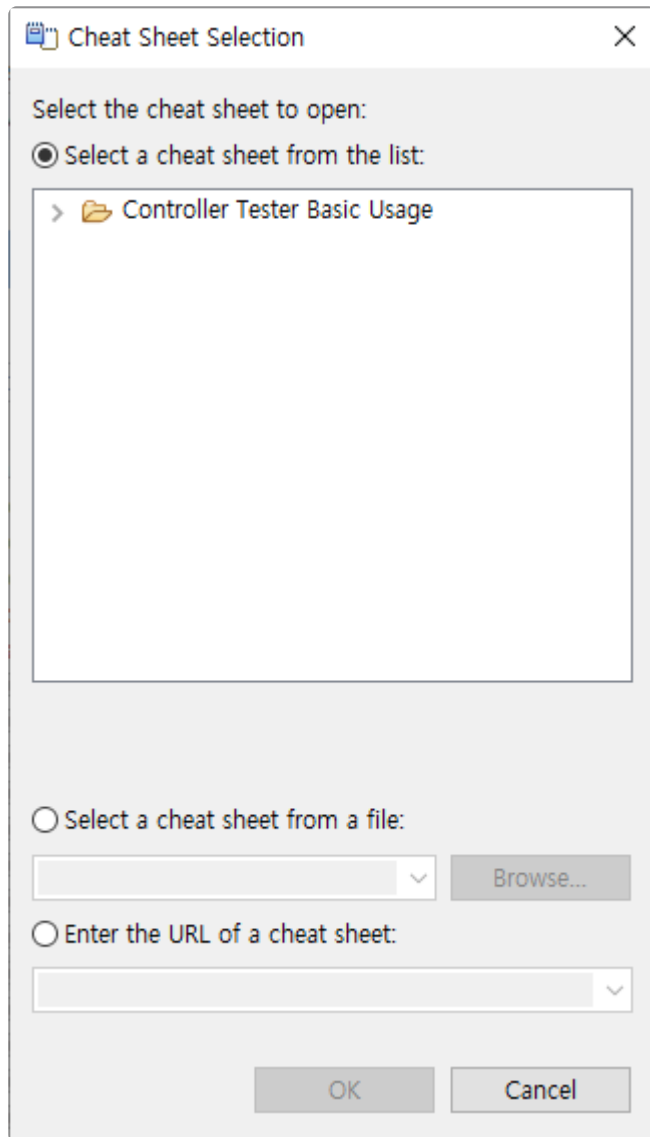 Cheat Sheet Selection
Select the cheat sheet to open:
Select a cheat sheet from the list:
Controller Tester Basic Usage
Select a cheat sheet from a file:
Browse...
Enter the URL of a cheat sheet:
OK Cancel